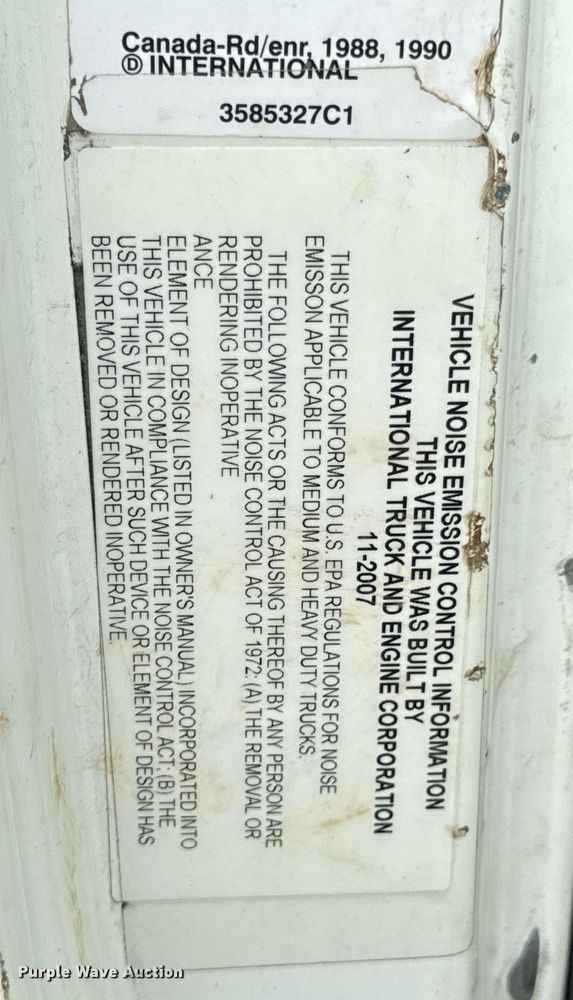 Canada-Rd/enr, 1988, 1990
Ⓓ INTERNATIONAL
3585327C1
VEHICLE NOISE EMISSION CONTROL INFORMATION
THIS VEHICLE WAS BUILT BY
INTERNATIONAL TRUCK AND ENGINE CORPORATION
11-2007
THIS VEHICLE CONFORMS TO U.S. EPA REGULATIONS FOR NOISE
EMISSON APPLICABLE TO MEDIUM AND HEAVY DUTY TRUCKS.
THE FOLLOWING ACTS OR THE CAUSING THEREOF BY ANY PERSON ARE
PROHIBITED BY THE NOISE CONTROL ACT OF 1972: (A) THE REMOVAL OR
RENDERING INOPERATIVE
ANCE
ELEMENT OF DESIGN (LISTED IN OWNER'S MANUAL) INCORPORATED INTO
THIS VEHICLE IN COMPLIANCE WITH THE NOISE CONTROL ACT; (B) THE
USE OF THIS VEHICLE AFTER SUCH DEVICE OR ELEMENT OF DESIGN HAS
BEEN REMOVED OR RENDERED INOPERATIVE.
Purple Wave Auction